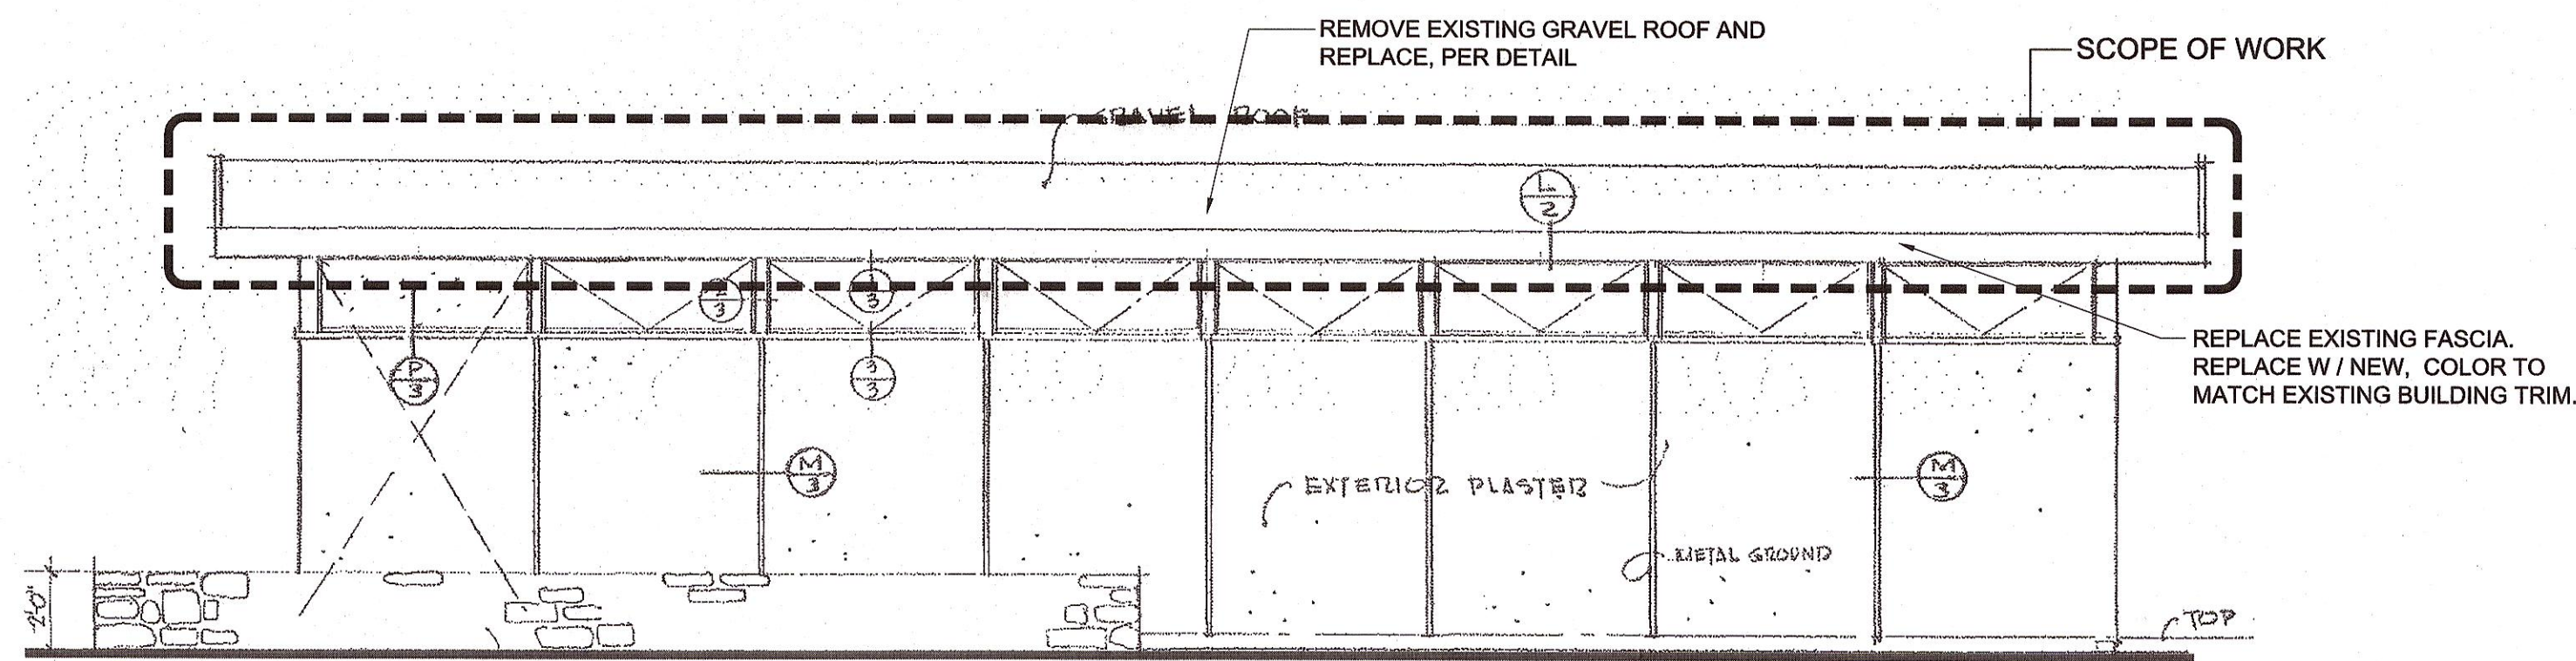 REMOVE EXISTING GRAVEL ROOF AND
REPLACE, PER DETAIL
SCOPE OF WORK
GRAVEL ROOF
L
2
2
3
1
3
P
3
3
3
REPLACE EXISTING FASCIA.
REPLACE W / NEW, COLOR TO
MATCH EXISTING BUILDING TRIM.
M
3
M
3
EXTERIOR PLASTER
METAL GROUND
2'-0"
TOP